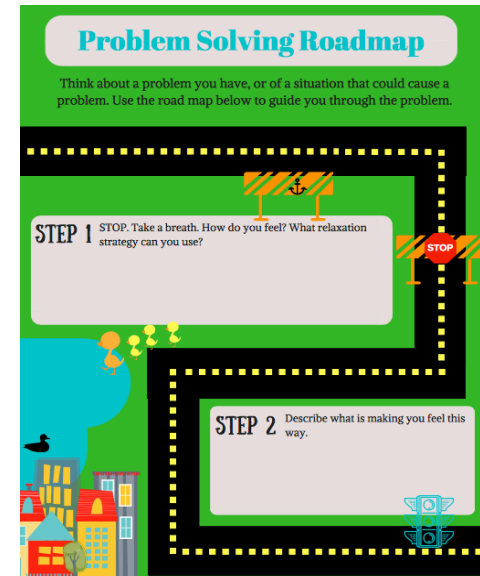 Problem Solving Roadmap
Think about a problem you have, or of a situation that could cause a
problem. Use the road map below to guide you through the problem.
STEP 1 STOP. Take a breath. How do you feel? What relaxation
strategy can you use?
STOP
STEP 2 Describe what is making you feel this
way.